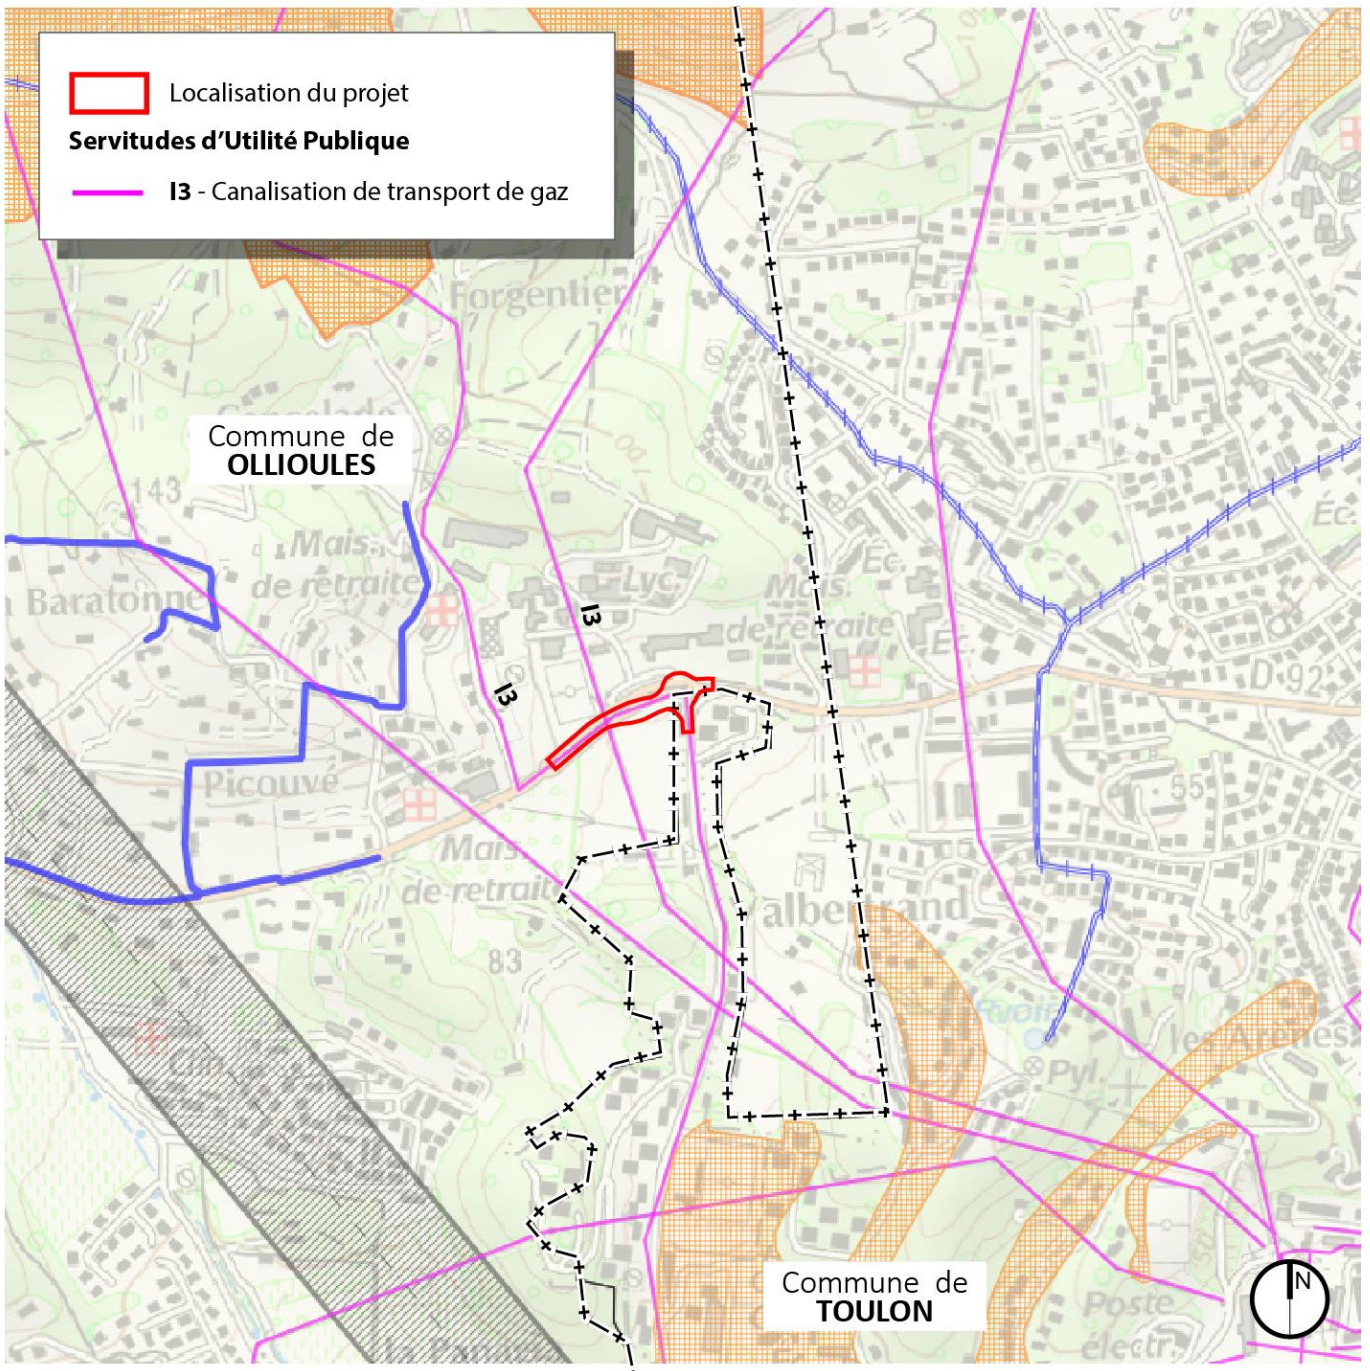 Localisation du projet
Servitudes d'Utilité Publique
I3 - Canalisation de transport de gaz
Forgentier
Commune de
OLLIOULES
143
Mais.
de retraite
Baratonne
Lyc.
Ec.
Mais.
de retraite
Ec.
Ec.
I3
I3
D 92
Picouvé
55
Mais.
de retraite
albertrand
83
les Arènes
Pyl.
Commune de
TOULON
Poste
électr.
N